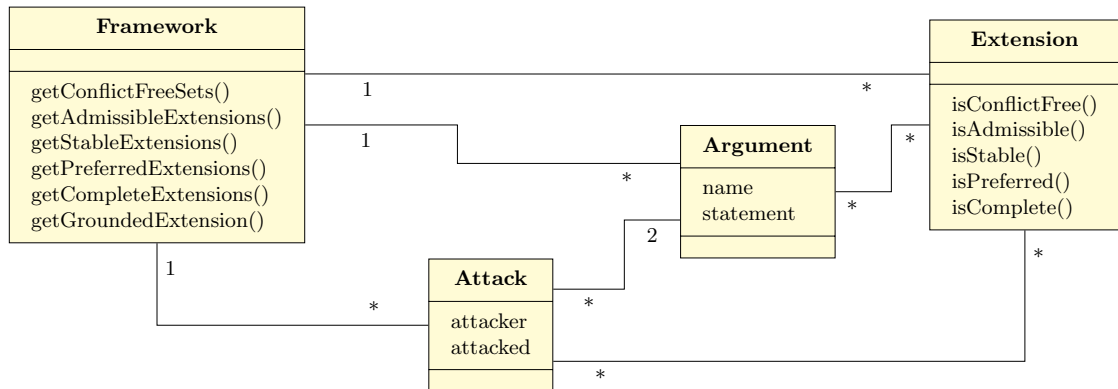 Framework
getConflictFreeSets()
getAdmissibleExtensions()
getStableExtensions()
getPreferredExtensions()
getCompleteExtensions()
getGroundedExtension()
Extension
isConflictFree()
isAdmissible()
isStable()
isPreferred()
isComplete()
1
*
1
*
Argument
name
statement
*
*
2
*
1
*
Attack
attacker
attacked
*
*